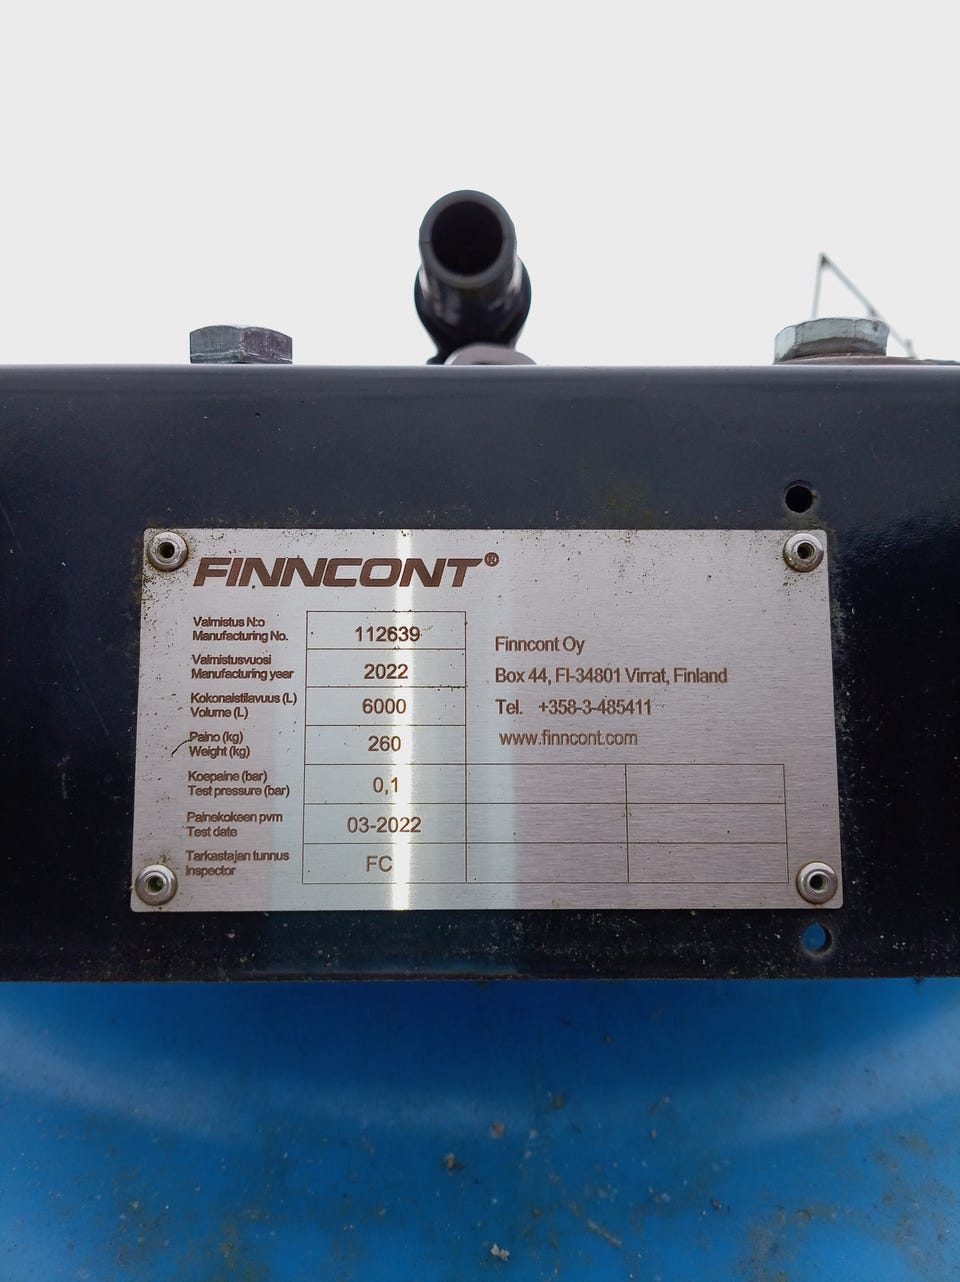 FINNCONT®
Valmistus N:o
Manufacturing No.
112639
Valmistusvuosi
Manufacturing year
2022
Kokonaistilavuus (L)
Volume (L)
6000
Paino (kg)
Weight (kg)
260
Koepaine (bar)
Test pressure (bar)
0,1
Painekokeen pvm
Test date
03-2022
Tarkastajan tunnus
Inspector
FC
Finncont Oy
Box 44, FI-34801 Virrat, Finland
Tel. +358-3-485411
www.finncont.com